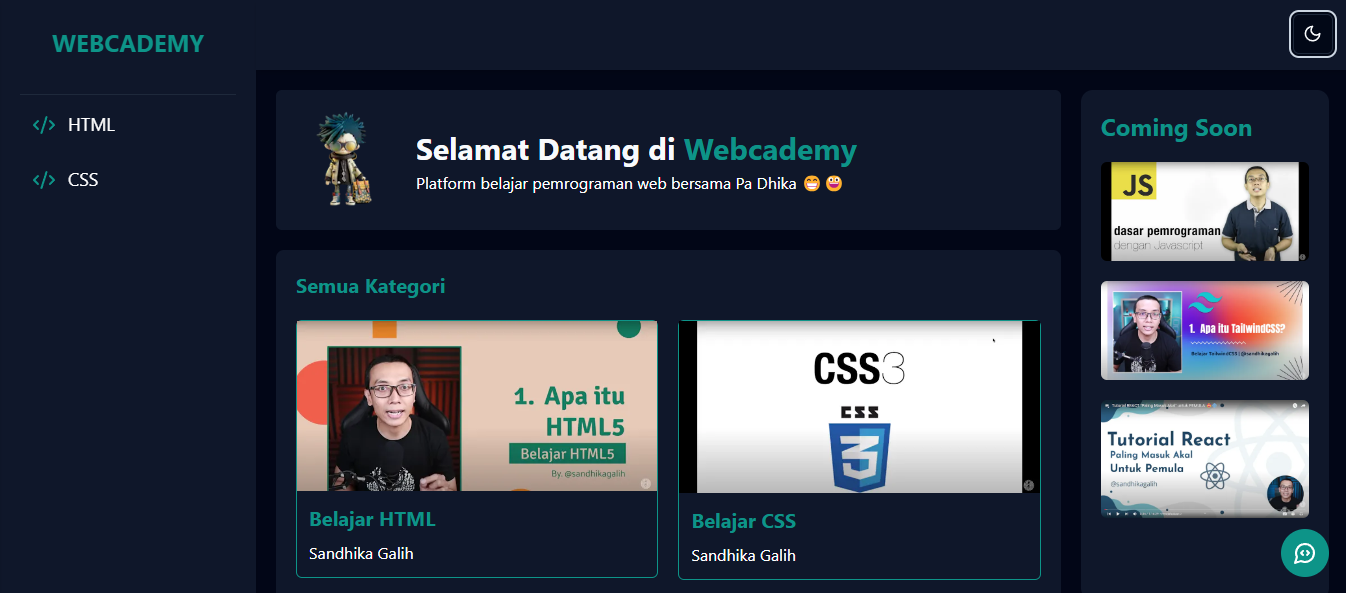 WEBCADEMY
HTML
CSS
Selamat Datang di Webcademy
Platform belajar pemrograman web bersama Pa Dhika 😁 😃
Semua Kategori
1. Apa itu
HTML5
Belajar HTML5
By. @sandhikagalih
Belajar HTML
Sandhika Galih
CSS3
CSS
3
Belajar CSS
Sandhika Galih
Coming Soon
JS
dasar pemrograman
dengan Javascript
1. Apa itu TailwindCSS?
Belajar TailwindCSS | @sandhikagalih
Tutorial React
Paling Masuk Akal
Untuk Pemula
@sandhikagalih